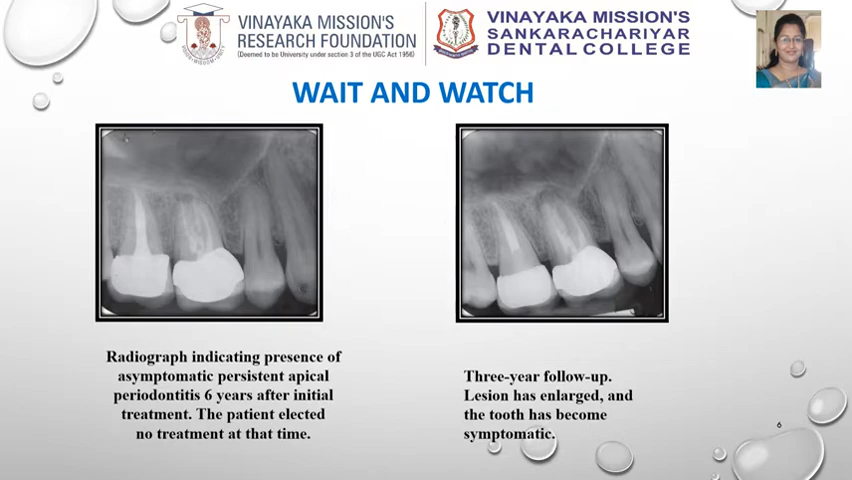 VINAYAKA MISSION'S
RESEARCH FOUNDATION
(Deemed to be University under section 3 of the UGC Act 1956)
VINAYAKA MISSION'S
SANKARACHARIYAR
DENTAL COLLEGE
WAIT AND WATCH
Radiograph indicating presence of
asymptomatic persistent apical
periodontitis 6 years after initial
treatment. The patient elected
no treatment at that time.
Three-year follow-up.
Lesion has enlarged, and
the tooth has become
symptomatic.
6